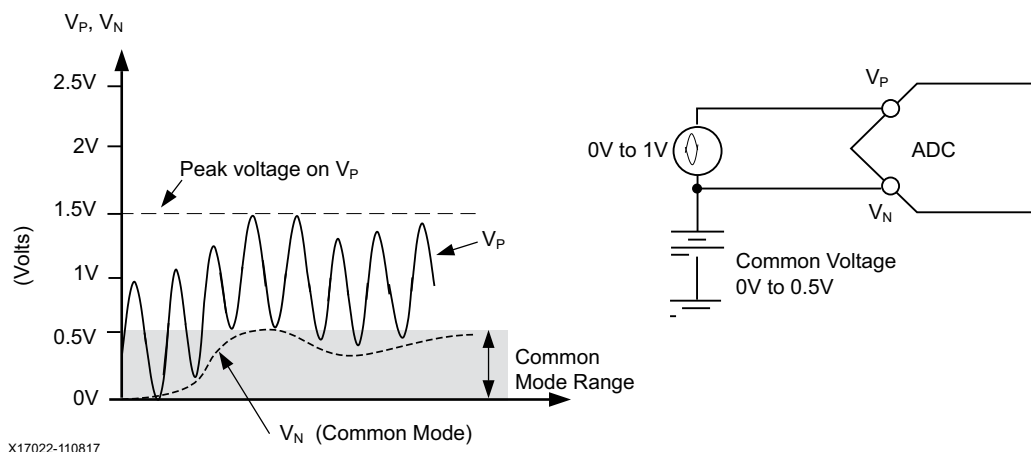 V_P, V_N
2.5V
2V
Peak voltage on V_P
1.5V
(Volts)
V_P
1V
0.5V
0V
Common
Mode Range
V_N (Common Mode)
V_P
0V to 1V
ADC
V_N
Common Voltage
0V to 0.5V
X17022-110817